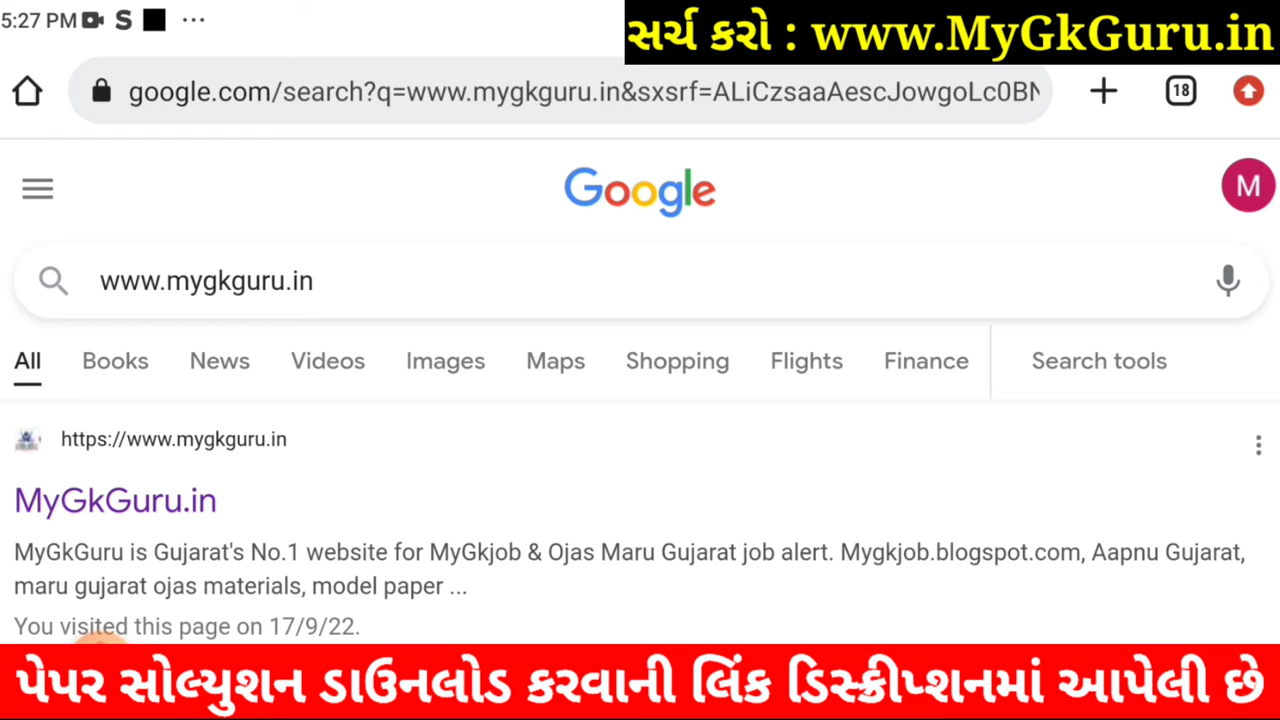 5:27 PM S ...
સર્ચ કરો : www.MyGkGuru.in
google.com/search?q=www.mygkguru.in&sxsrf=ALiCzsaaAescJowgoLc0BN
18
Google
M
www.mygkguru.in
All Books News Videos Images Maps Shopping Flights Finance Search tools
https://www.mygkguru.in
MyGkGuru.in
MyGkGuru is Gujarat's No.1 website for MyGkjob & Ojas Maru Gujarat job alert. Mygkjob.blogspot.com, Aapnu Gujarat,
maru gujarat ojas materials, model paper ...
You visited this page on 17/9/22.
પેપર સોલ્યુશન ડાઉનલોડ કરવાની લિંક ડિસ્ક્રીપ્શનમાં આપેલી છે